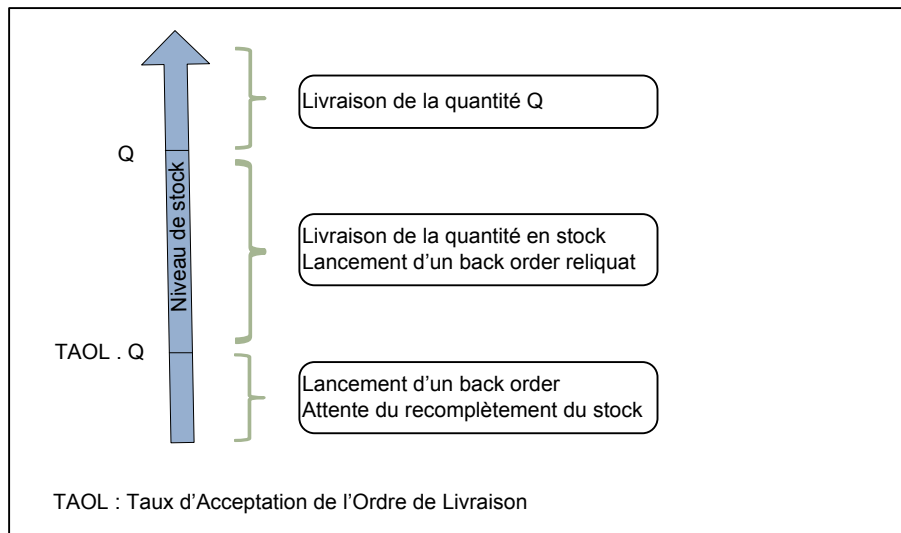 Livraison de la quantité Q
Q
Niveau de stock
Livraison de la quantité en stock
Lancement d’un back order reliquat
TAOL . Q
Lancement d’un back order
Attente du recomplètement du stock
TAOL : Taux d’Acceptation de l’Ordre de Livraison